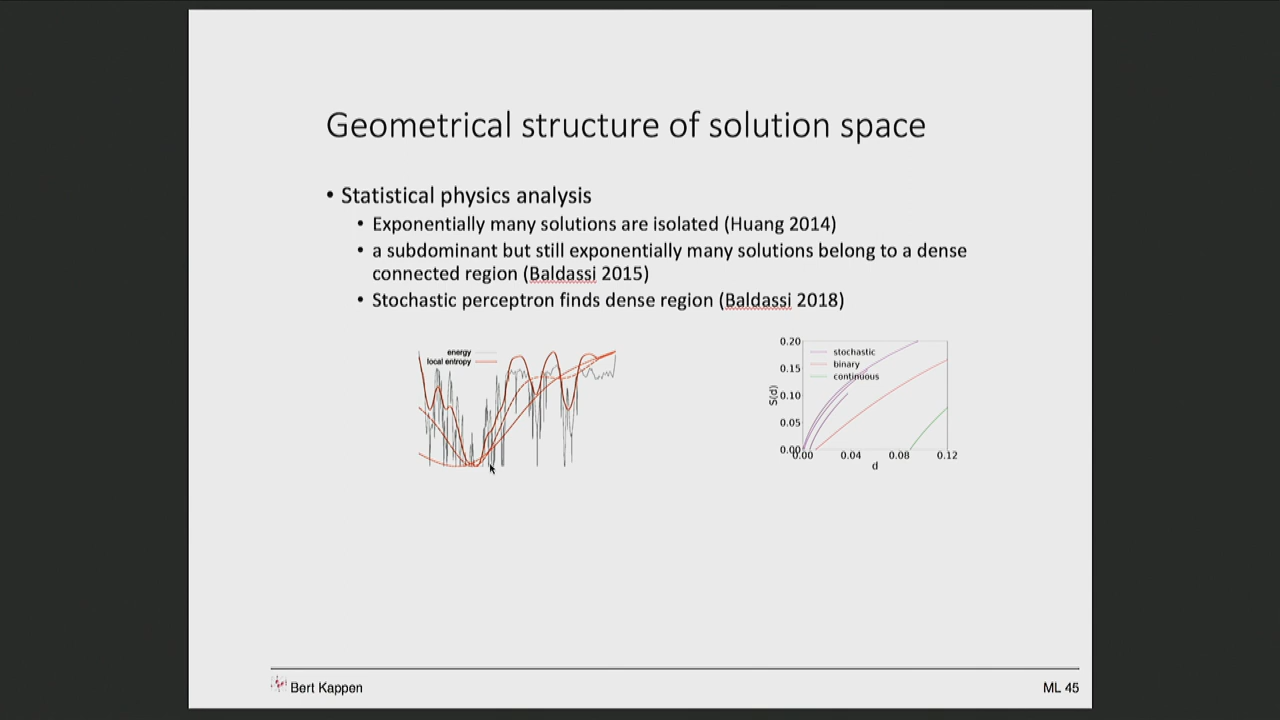 Geometrical structure of solution space
• Statistical physics analysis
• Exponentially many solutions are isolated (Huang 2014)
• a subdominant but still exponentially many solutions belong to a dense
connected region (Baldassi 2015)
• Stochastic perceptron finds dense region (Baldassi 2018)
energy
local entropy
0.20
0.15
0.10
0.05
0.00
S(d)
stochastic
binary
continuous
0.00 0.04 0.08 0.12
d
Bert Kappen
ML 45